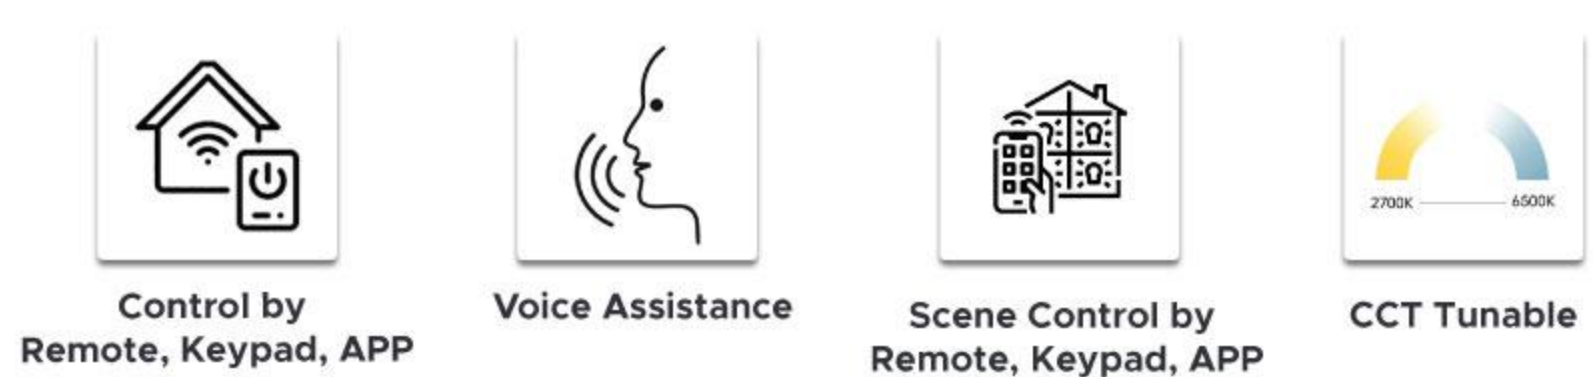 Control by
Remote, Keypad, APP
Voice Assistance
Scene Control by
Remote, Keypad, APP
2700K
6500K
CCT Tunable